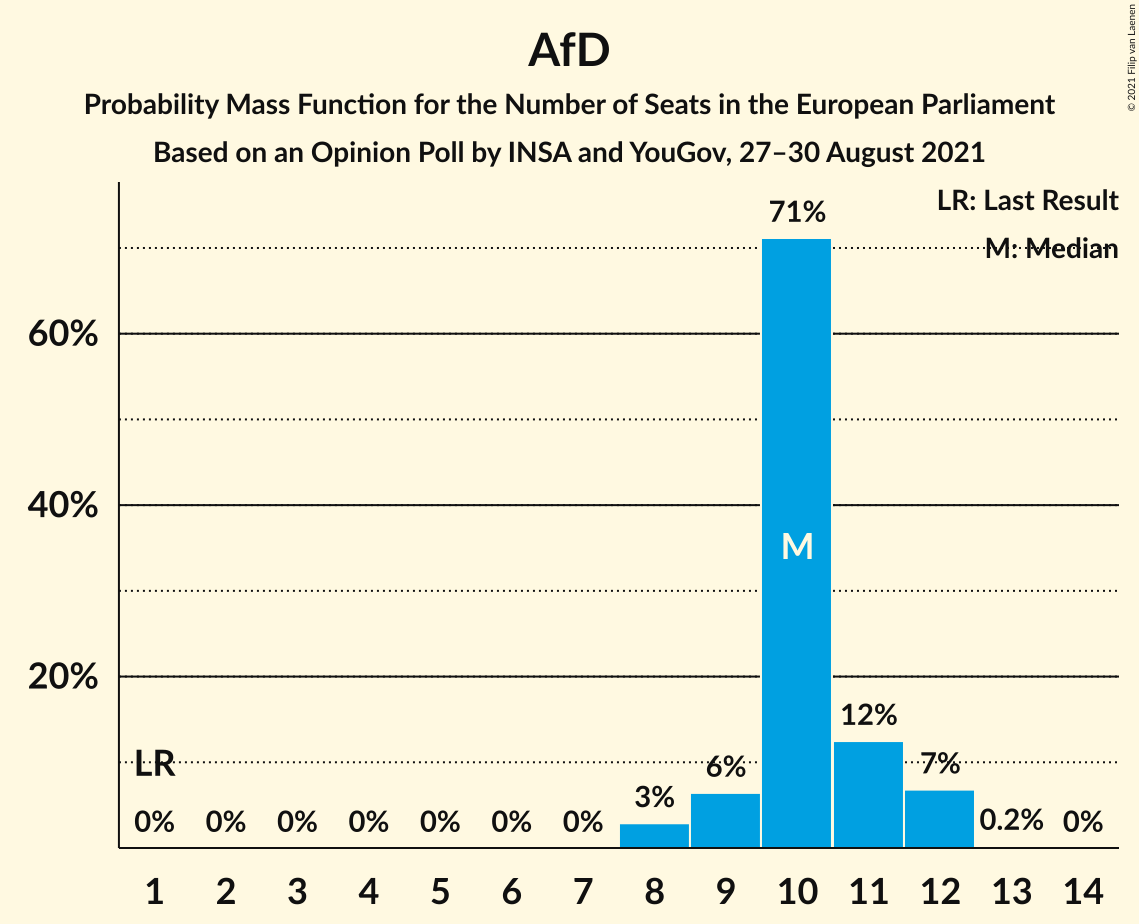 AfD
Probability Mass Function for the Number of Seats in the European Parliament
Based on an Opinion Poll by INSA and YouGov, 27–30 August 2021
© 2021 Filip van Laenen
LR: Last Result
M: Median
71%
60%
40%
M
20%
12%
LR
6%
7%
3%
0% 0% 0% 0% 0% 0% 0% 0.2% 0%
1 2 3 4 5 6 7 8 9 10 11 12 13 14